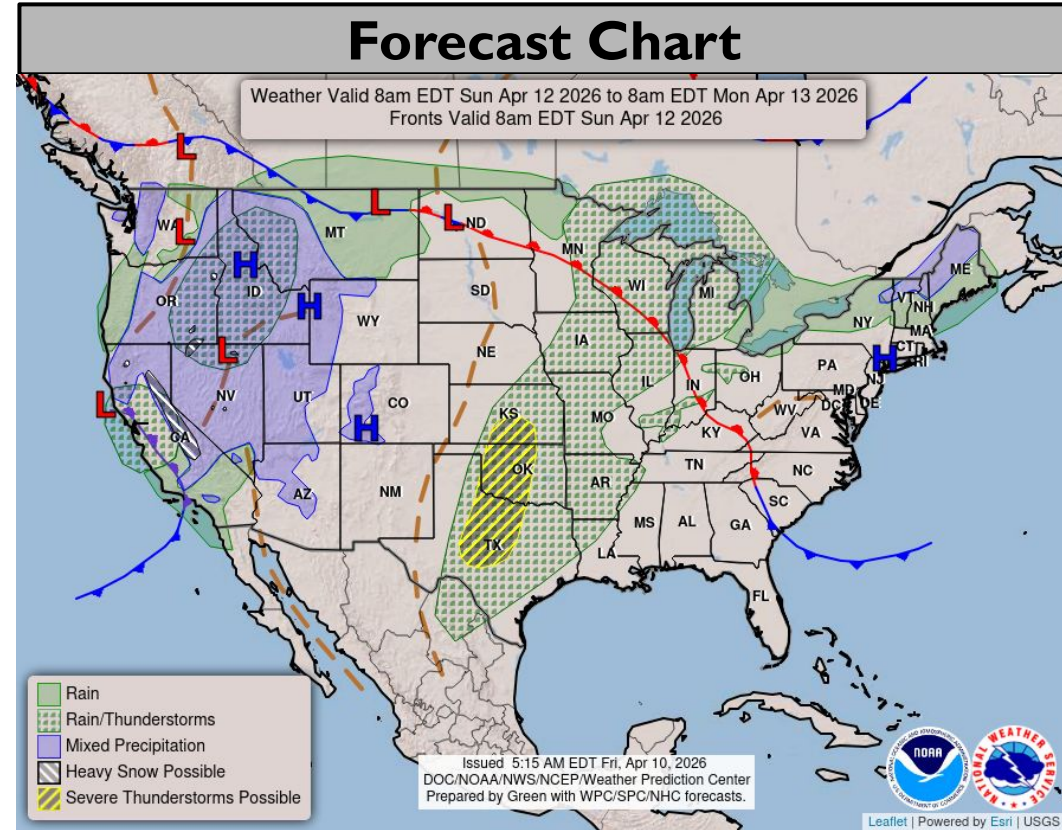 Forecast Chart
Weather Valid 8am EDT Sun Apr 12 2026 to 8am EDT Mon Apr 13 2026
Fronts Valid 8am EDT Sun Apr 12 2026
L
L
L
L
WA
MT
ND
MN
ME
H
OR
ID
H
SD
WI
MI
VT
NH
WY
NY
MA
L
IA
NE
CT
RI
H
PA
NJ
OH
IL
IN
L
NV
UT
CO
MD
DE
WV
DC
KS
MO
H
CA
KY
VA
OK
TN
NC
AZ
NM
AR
SC
MS
AL
GA
TX
LA
FL
Rain
Rain/Thunderstorms
Mixed Precipitation
Heavy Snow Possible
Severe Thunderstorms Possible
Issued 5:15 AM EDT Fri, Apr 10, 2026
DOC/NOAA/NWS/NCEP/Weather Prediction Center
Prepared by Green with WPC/SPC/NHC forecasts.
NOAA
NATIONAL WEATHER SERVICE
Leaflet | Powered by Esri | USGS